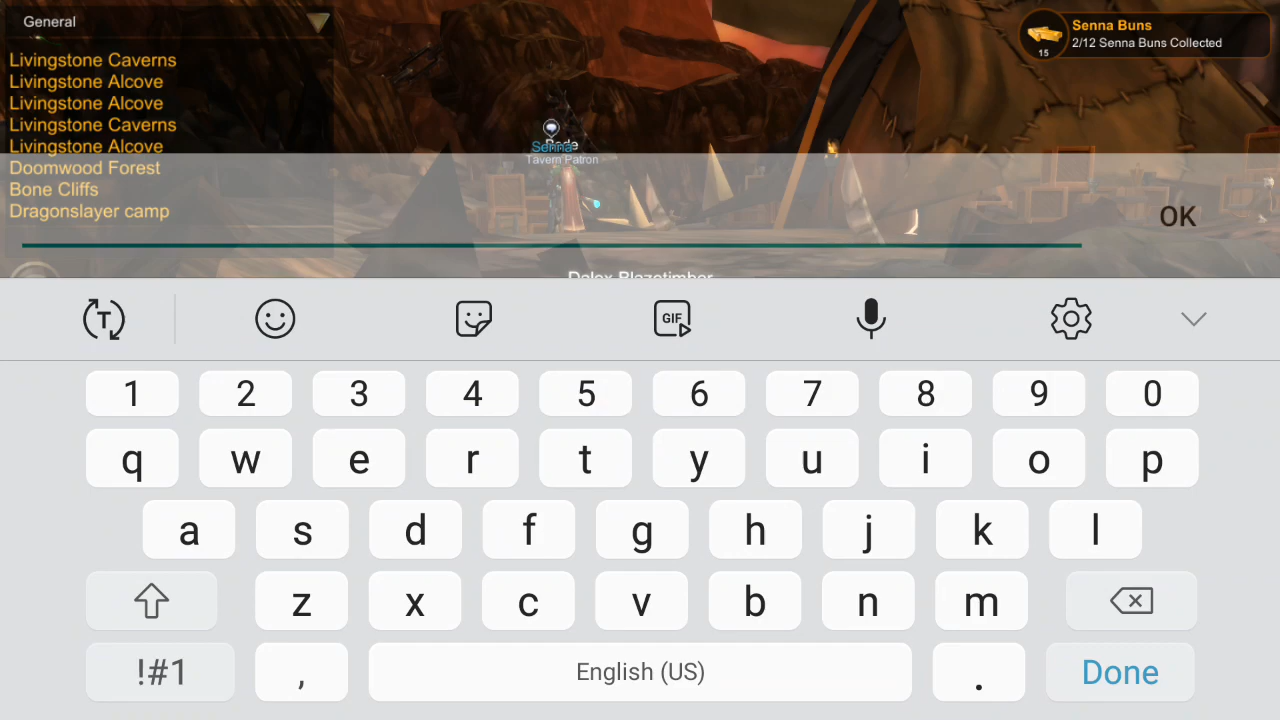 General
Livingstone Caverns
Livingstone Alcove
Livingstone Alcove
Livingstone Caverns
Livingstone Alcove
Doomwood Forest
Bone Cliffs
Dragonslayer camp
Senna Buns
2/12 Senna Buns Collected
15
Senna
Tavern Patron
OK
T
GIF
1 2 3 4 5 6 7 8 9 0
q w e r t y u i o p
a s d f g h j k l
z x c v b n m
!#1 , English (US) . Done